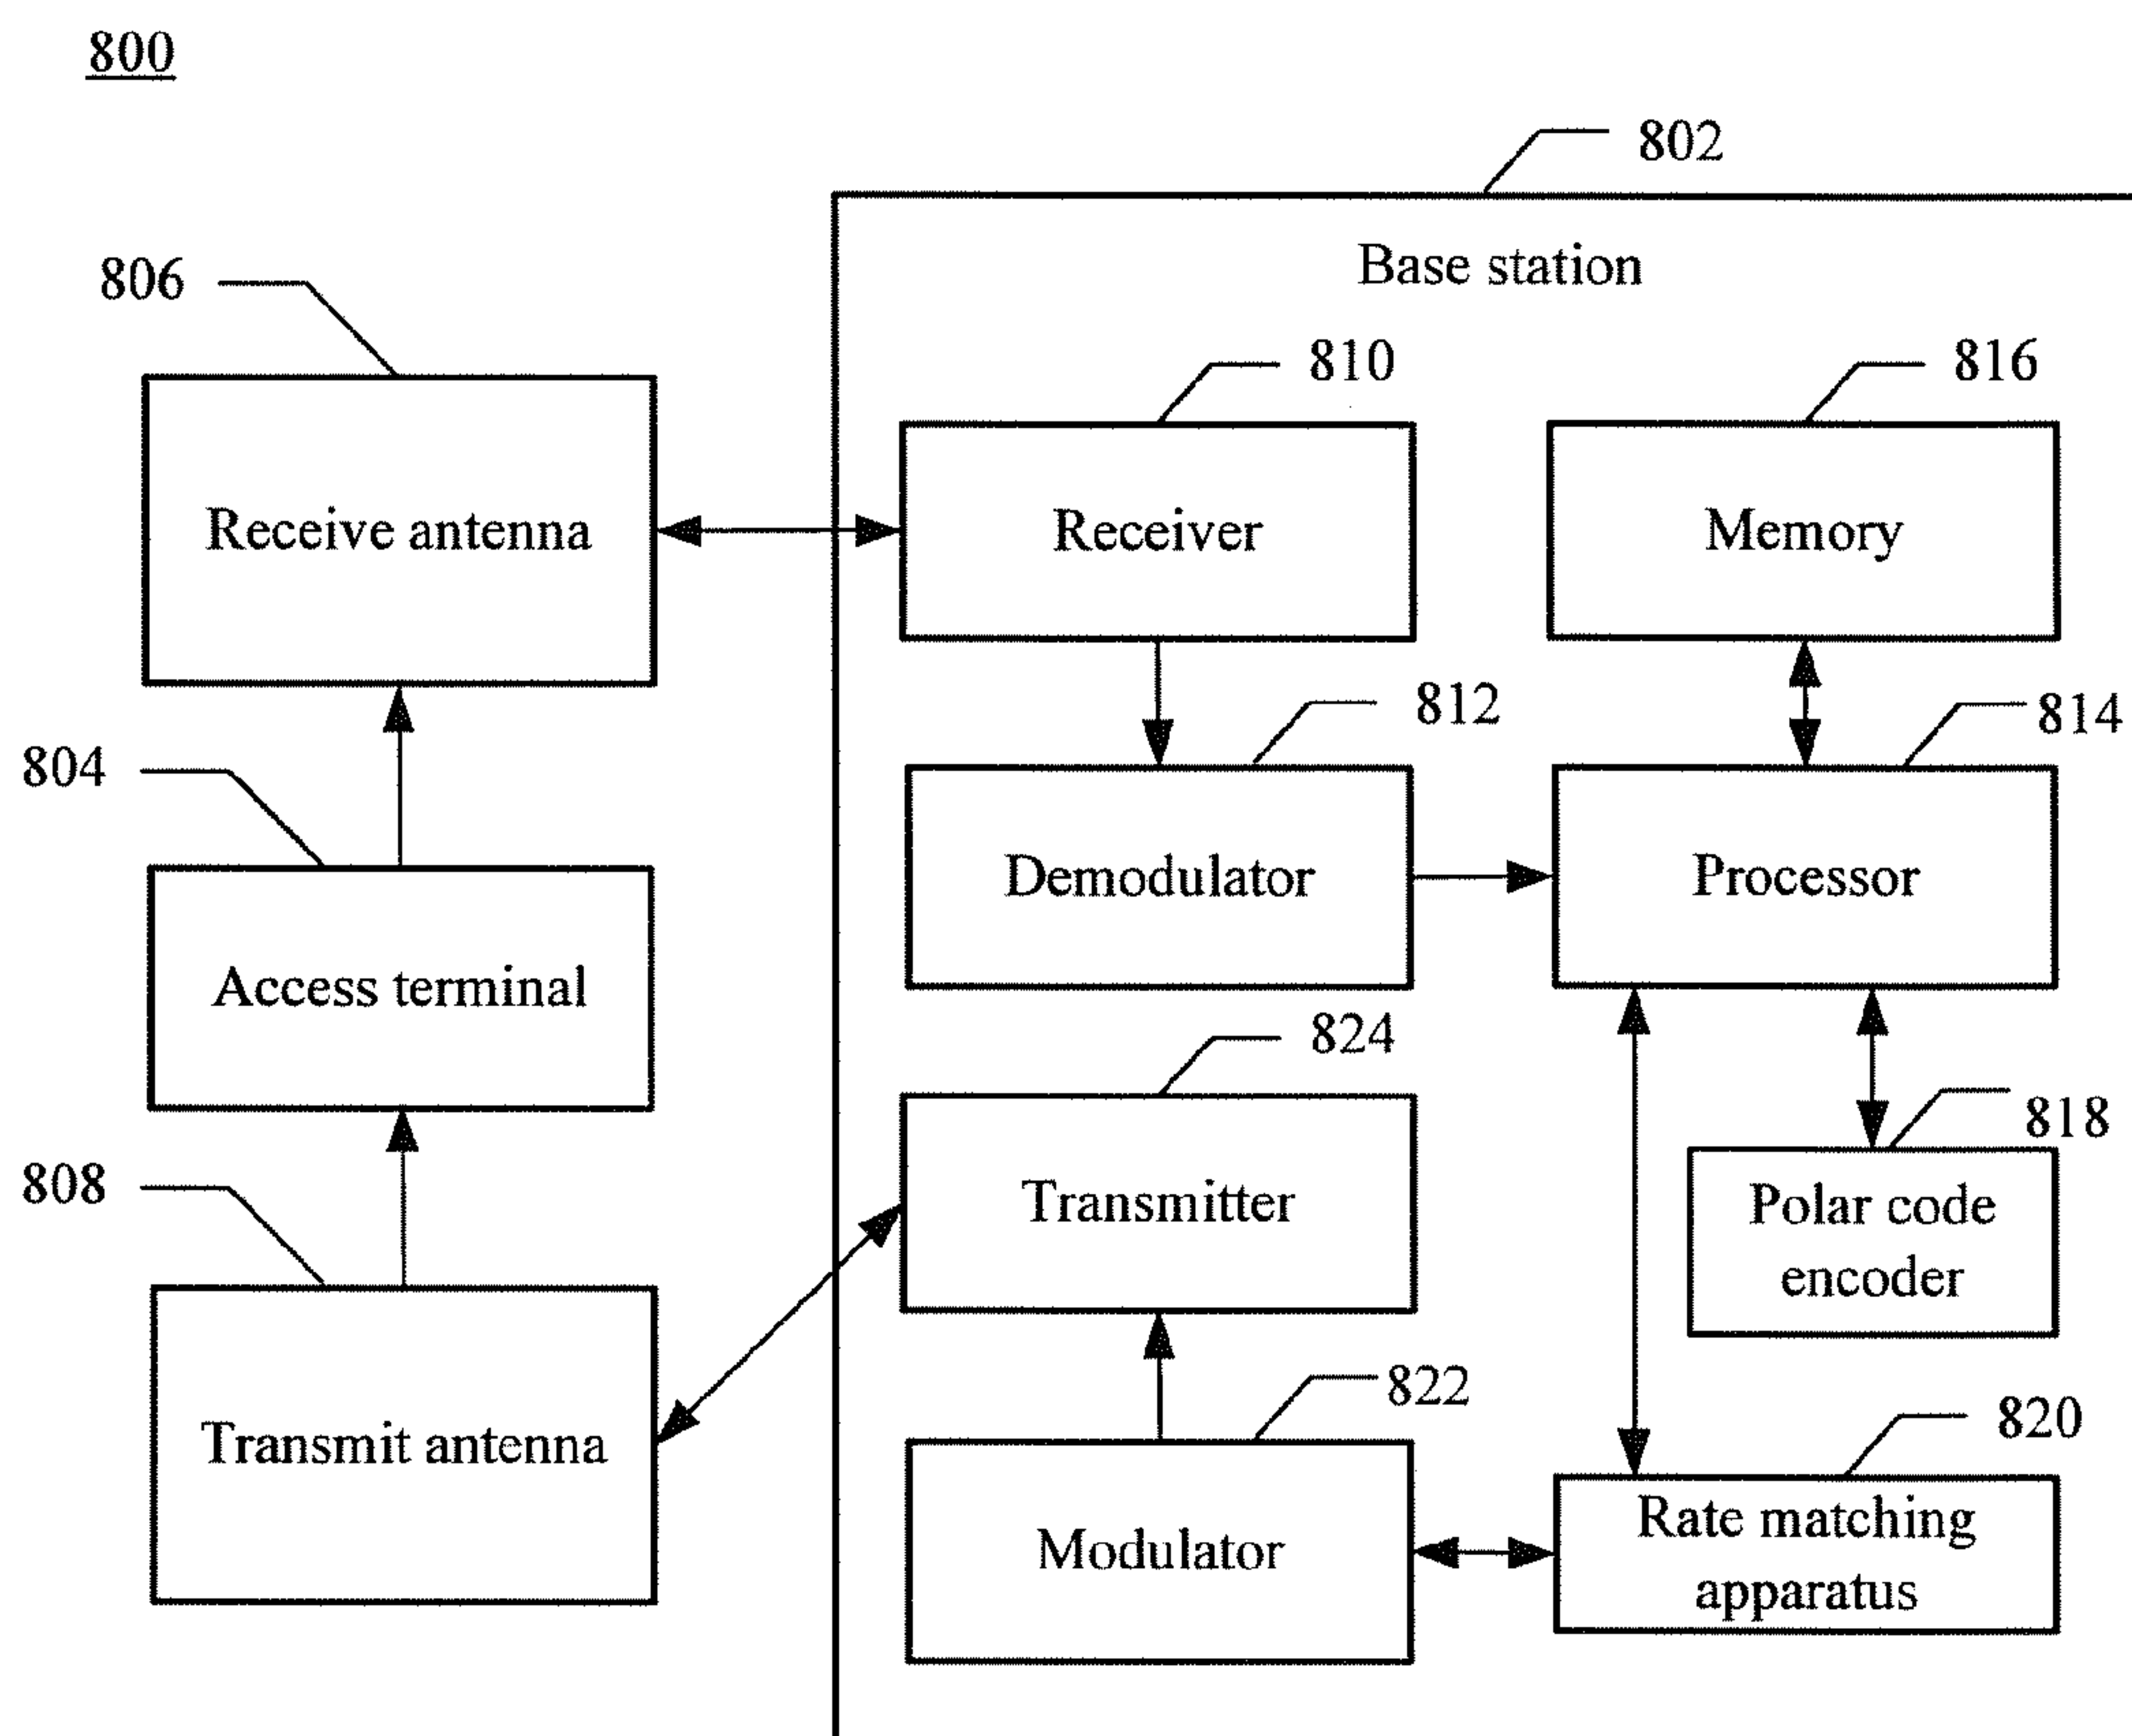 800
802
Base station
806
810
816
Receive antenna
Receiver
Memory
812
814
804
Demodulator
Processor
Access terminal
824
818
808
Transmitter
Polar code
encoder
822
820
Transmit antenna
Modulator
Rate matching
apparatus